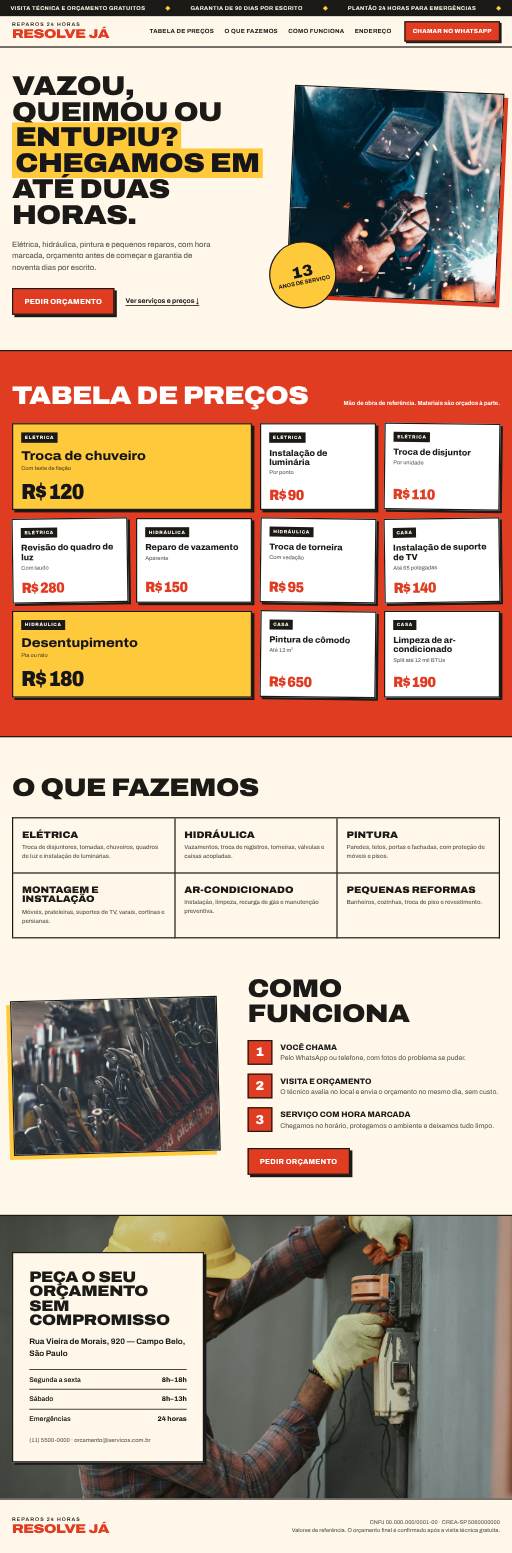 VISITA TÉCNICA E ORÇAMENTO GRATUITOS ◆ GARANTIA DE 90 DIAS POR ESCRITO ◆ PLANTÃO 24 HORAS PARA EMERGÊNCIAS ◆
REPAROS 24 HORAS
RESOLVE JÁ
TABELA DE PREÇOS O QUE FAZEMOS COMO FUNCIONA ENDEREÇO CHAMAR NO WHATSAPP
VAZOU,
QUEIMOU OU
ENTUPIU?
CHEGAMOS EM
ATÉ DUAS
HORAS.
Elétrica, hidráulica, pintura e pequenos reparos, com hora
marcada, orçamento antes de começar e garantia de
noventa dias por escrito.
PEDIR ORÇAMENTO
Ver serviços e preços ↓
13
ANOS DE SERVIÇO
TABELA DE PREÇOS
Mão de obra de referência. Materiais são orçados à parte.
ELÉTRICA
Troca de chuveiro
Com teste de fiação
R$ 120
ELÉTRICA
Instalação de
luminária
Por ponto
R$ 90
ELÉTRICA
Troca de disjuntor
Por unidade
R$ 110
ELÉTRICA
Revisão do quadro de
luz
Com laudo
R$ 280
HIDRÁULICA
Reparo de vazamento
Aparente
R$ 150
HIDRÁULICA
Troca de torneira
Com vedação
R$ 95
CASA
Instalação de suporte
de TV
Até 65 polegadas
R$ 140
HIDRÁULICA
Desentupimento
Pia ou ralo
R$ 180
CASA
Pintura de cômodo
Até 12 m²
R$ 650
CASA
Limpeza de ar-
condicionado
Split até 12 mil BTUs
R$ 190
O QUE FAZEMOS
ELÉTRICA
Troca de disjuntores, tomadas, chuveiros, quadros
de luz e instalação de luminárias.
HIDRÁULICA
Vazamentos, troca de registros, torneiras, válvulas e
caixas acopladas.
PINTURA
Paredes, tetos, portas e fachadas, com proteção de
móveis e pisos.
MONTAGEM E
INSTALAÇÃO
Móveis, prateleiras, suportes de TV, varais, cortinas e
persianas.
AR-CONDICIONADO
Instalação, limpeza, recarga de gás e manutenção
preventiva.
PEQUENAS REFORMAS
Banheiros, cozinhas, troca de piso e revestimento.
COMO
FUNCIONA
1
VOCÊ CHAMA
Pelo WhatsApp ou telefone, com fotos do problema se puder.
2
VISITA E ORÇAMENTO
O técnico avalia no local e envia o orçamento no mesmo dia, sem custo.
3
SERVIÇO COM HORA MARCADA
Chegamos no horário, protegemos o ambiente e deixamos tudo limpo.
PEDIR ORÇAMENTO
PEÇA O SEU
ORÇAMENTO
SEM
COMPROMISSO
Rua Vieira de Morais, 920 — Campo Belo,
São Paulo
Segunda a sexta 8h–18h
Sábado 8h–13h
Emergências 24 horas
(11) 5500-0000 · orcamento@servicos.com.br
REPAROS 24 HORAS
RESOLVE JÁ
CNPJ 00.000.000/0001-00 · CREA-SP 5060000000
Valores de referência. O orçamento final é confirmado após a visita técnica gratuita.